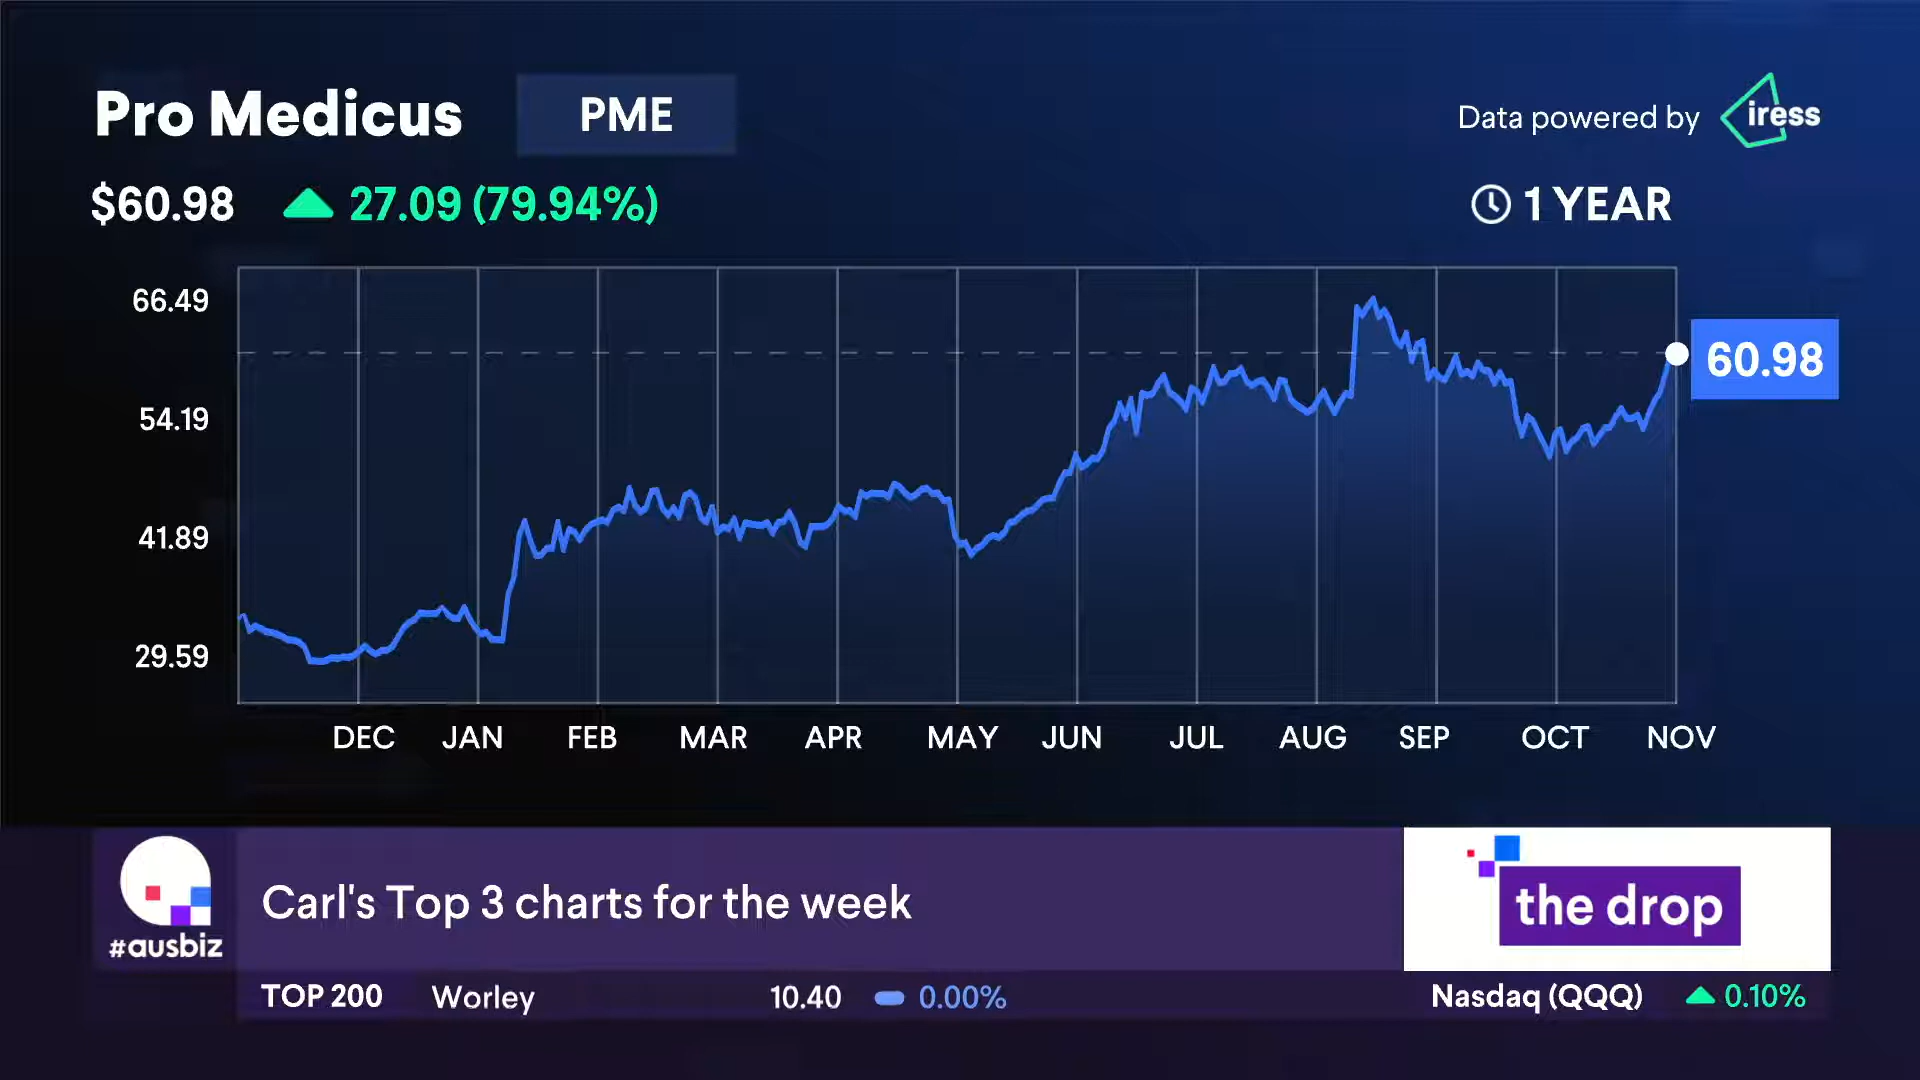 Pro Medicus PME
Data powered by iress
$60.98 27.09 (79.94%)
1 YEAR
66.49
60.98
54.19
41.89
29.59
DEC JAN FEB MAR APR MAY JUN JUL AUG SEP OCT NOV
Carl's Top 3 charts for the week
the drop
#ausbiz
TOP 200 Worley 10.40 0.00%
Nasdaq (QQQ) 0.10%